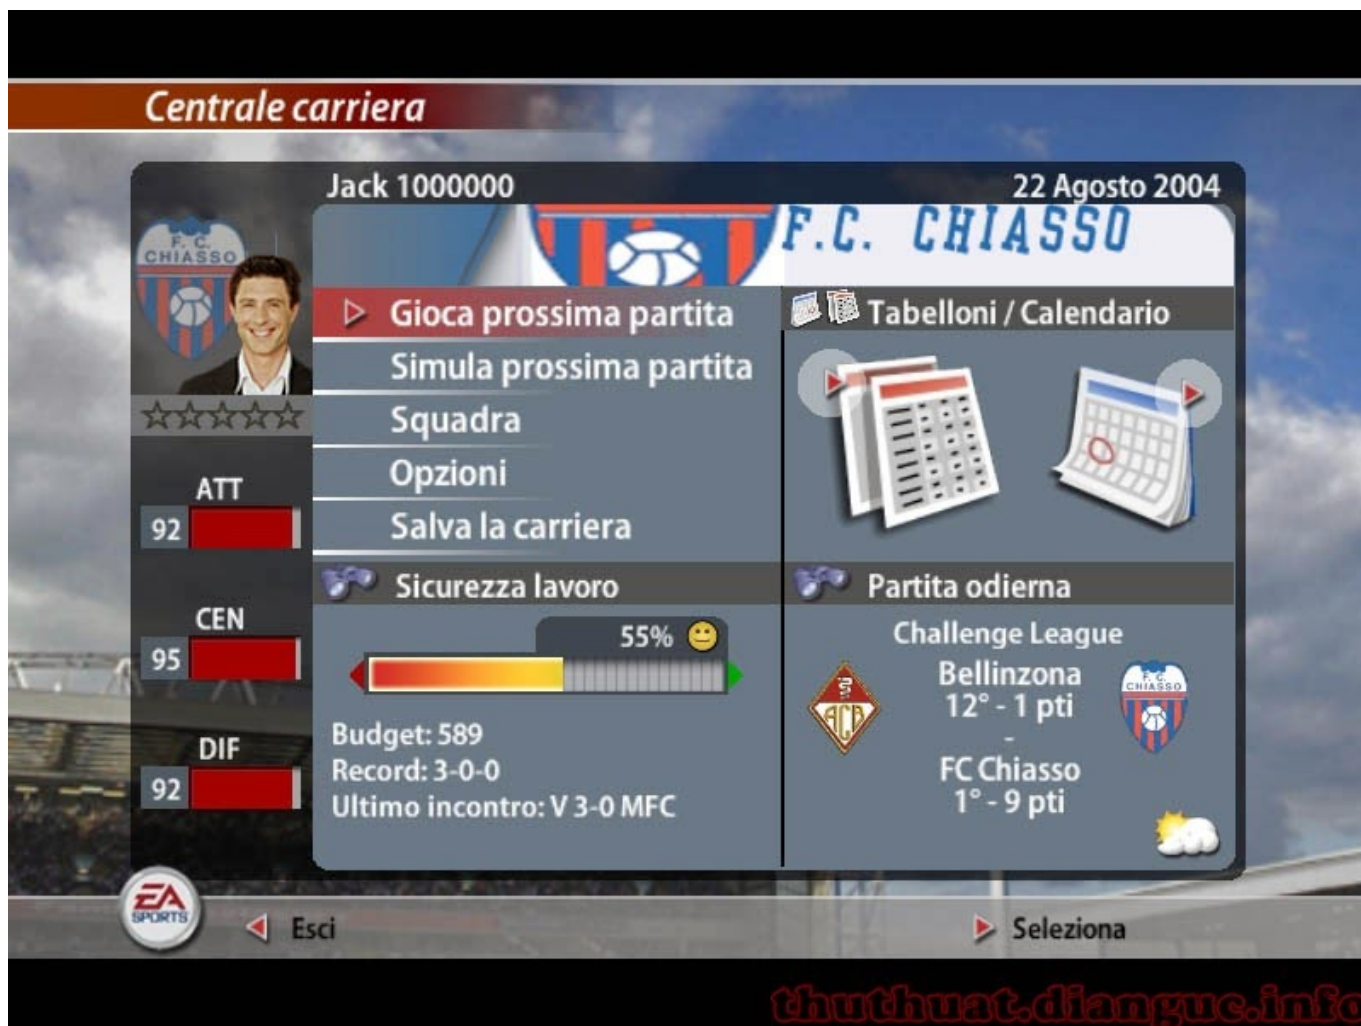 Centrale carriera
Jack 1000000
22 Agosto 2004
F. C.
CHIASSO
F.C. CHIASSO
Gioca prossima partita
Simula prossima partita
Squadra
Opzioni
Salva la carriera
Tabelloni / Calendario
ATT
92
CEN
95
DIF
92
Sicurezza lavoro
55%
Budget: 589
Record: 3-0-0
Ultimo incontro: V 3-0 MFC
Partita odierna
Challenge League
Bellinzona
12° - 1 pti
-
FC Chiasso
1° - 9 pti
ACB
F. C.
CHIASSO
EA
SPORTS
Esci
Seleziona
thuthuat.dianguc.info